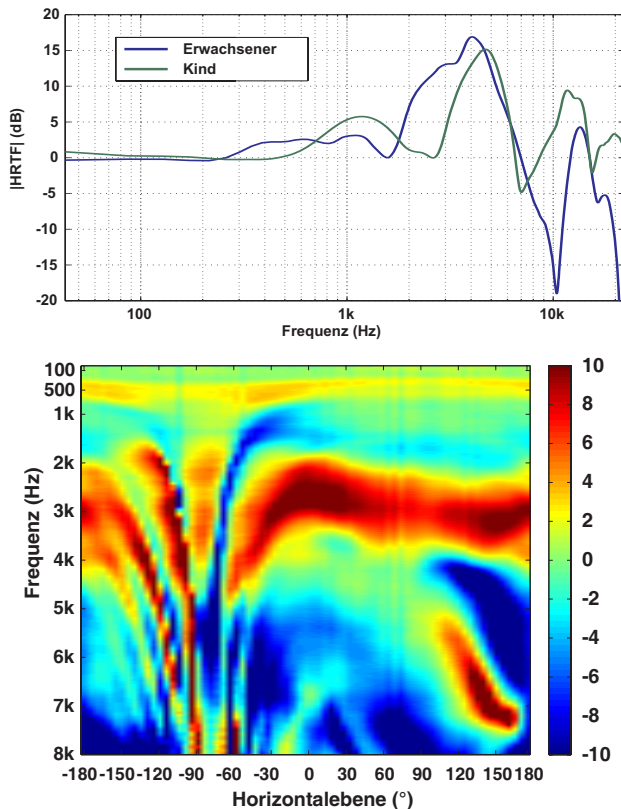 20
15
10
5
0
5
-10
-15
-20
|HRTF| (dB)
Erwachsener
Kind
100 1k 10k
Frequenz (Hz)
100
500
1k
2k
3k
4k
5k
6k
7k
8k
Frequenz (Hz)
-180 -150 -120 -90 -60 -30 0 30 60 90 120 150 180
Horizontalebene (°)
10
8
6
4
2
0
-2
-4
-6
-8
-10